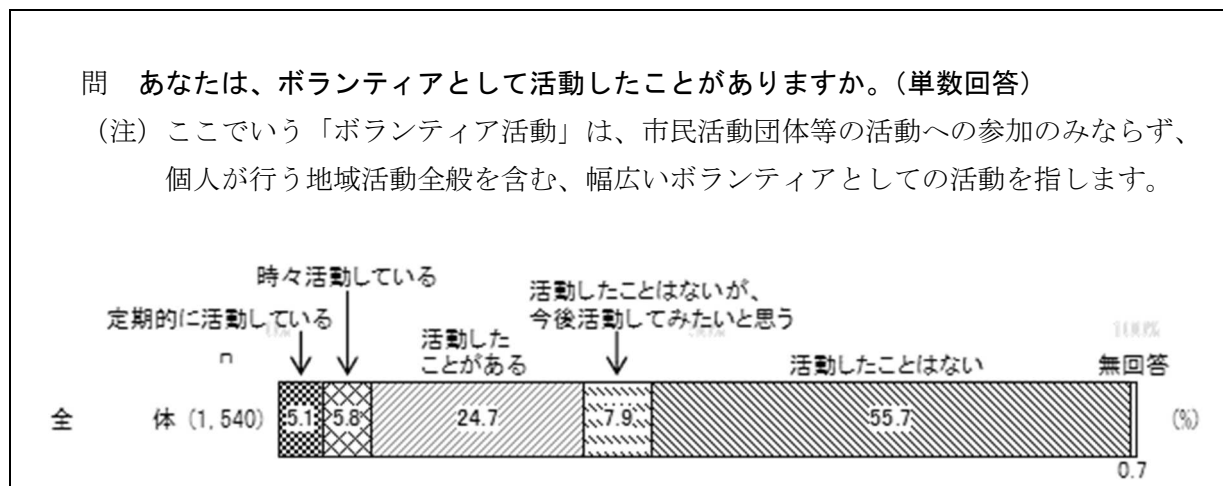 問　あなたは、ボランティアとして活動したことがありますか。（単数回答）
（注）ここでいう「ボランティア活動」は、市民活動団体等の活動への参加のみならず、
個人が行う地域活動全般を含む、幅広いボランティアとしての活動を指します。
時々活動している
定期的に活動している
活動した
ことがある
活動したことはないが、
今後活動してみたいと思う
活動したことはない
100%
無回答
n
全　体 (1,540)
5.1
5.8
24.7
7.9
55.7
(%)
0.7